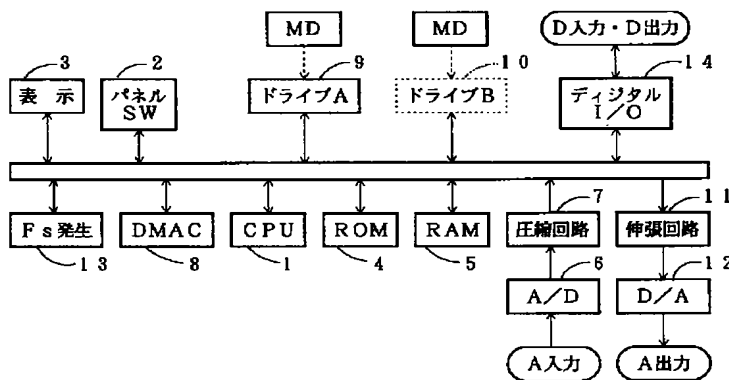 MD
MD
D入力・D出力
3
2
9
10
14
表 示
パネル
SW
ドライブA
ドライブB
ディジタル
I/O
7
11
Fs発生
DMAC
CPU
ROM
RAM
圧縮回路
伸張回路
13
8
1
4
5
6
12
A/D
D/A
A入力
A出力